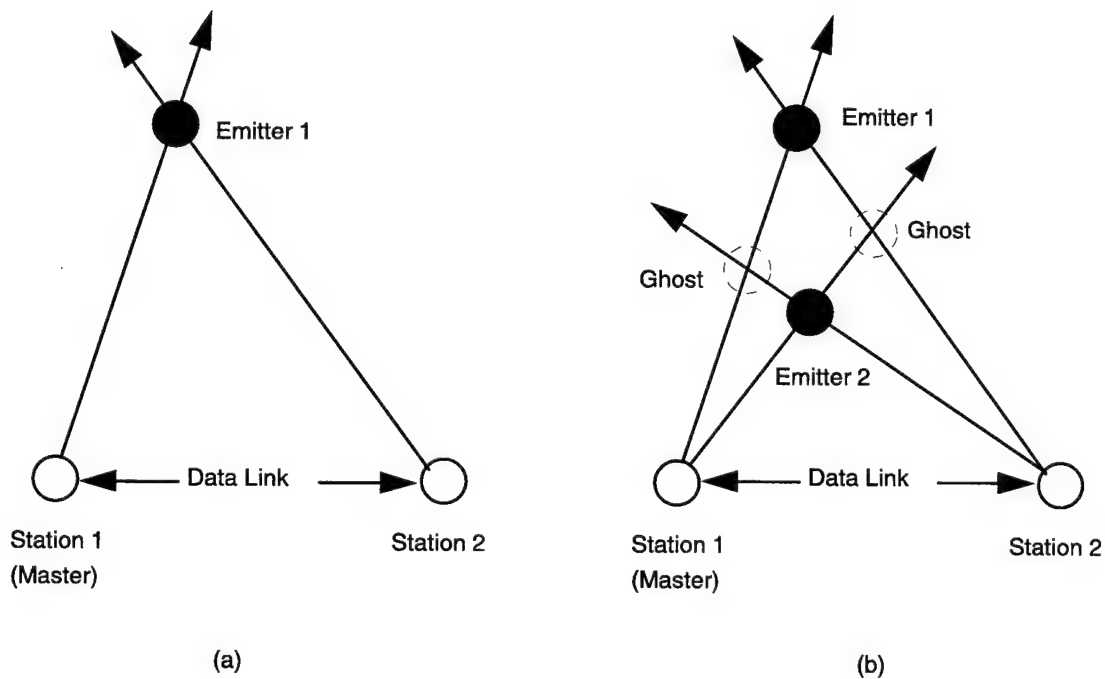 Emitter 1
Data Link
Station 1
(Master)
Station 2
(a)
Emitter 1
Ghost
Ghost
Emitter 2
Data Link
Station 1
(Master)
Station 2
(b)